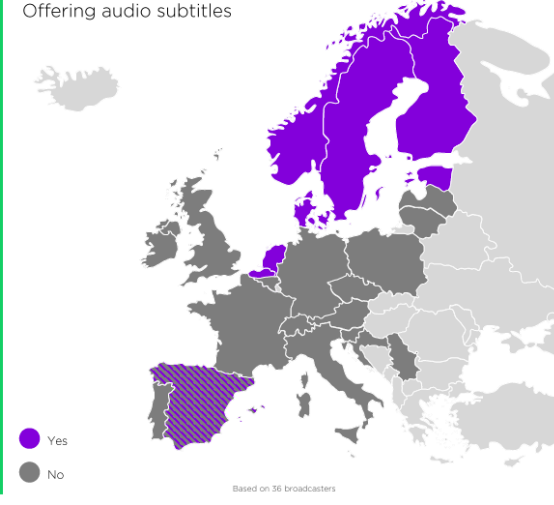 Offering audio subtitles
Yes
No
Based on 36 broadcasters